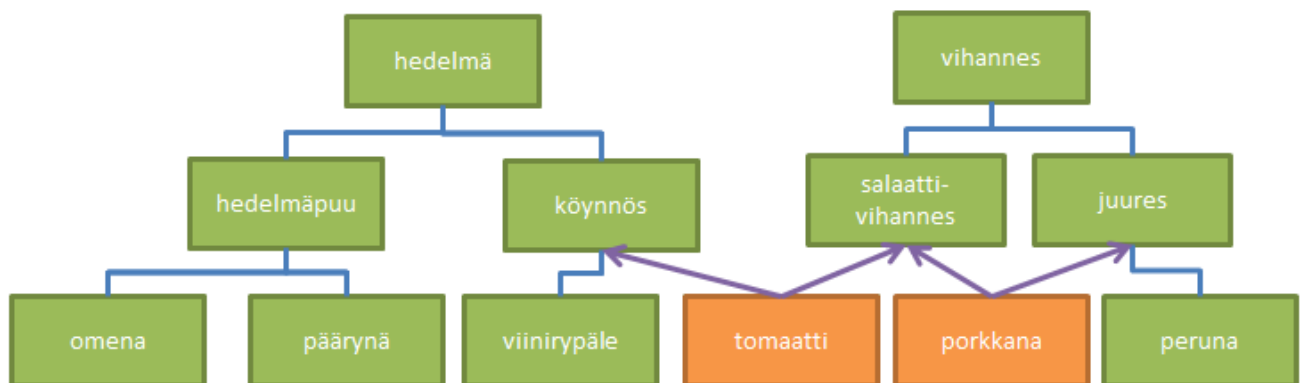 hedelmä
vihannes
hedelmäpuu
köynnös
salaatti-
vihannes
juures
omena
päärynä
viinirypäle
tomaatti
porkkana
peruna